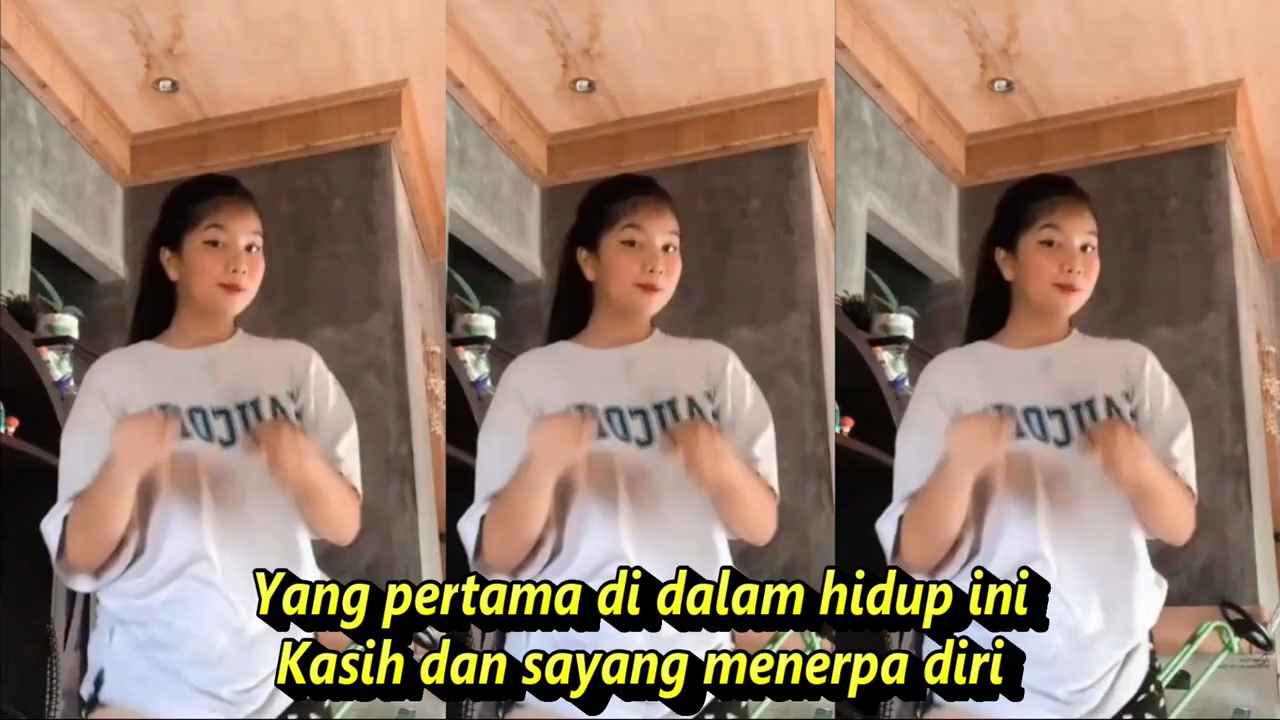 Yang pertama di dalam hidup ini
Kasih dan sayang menerpa diri